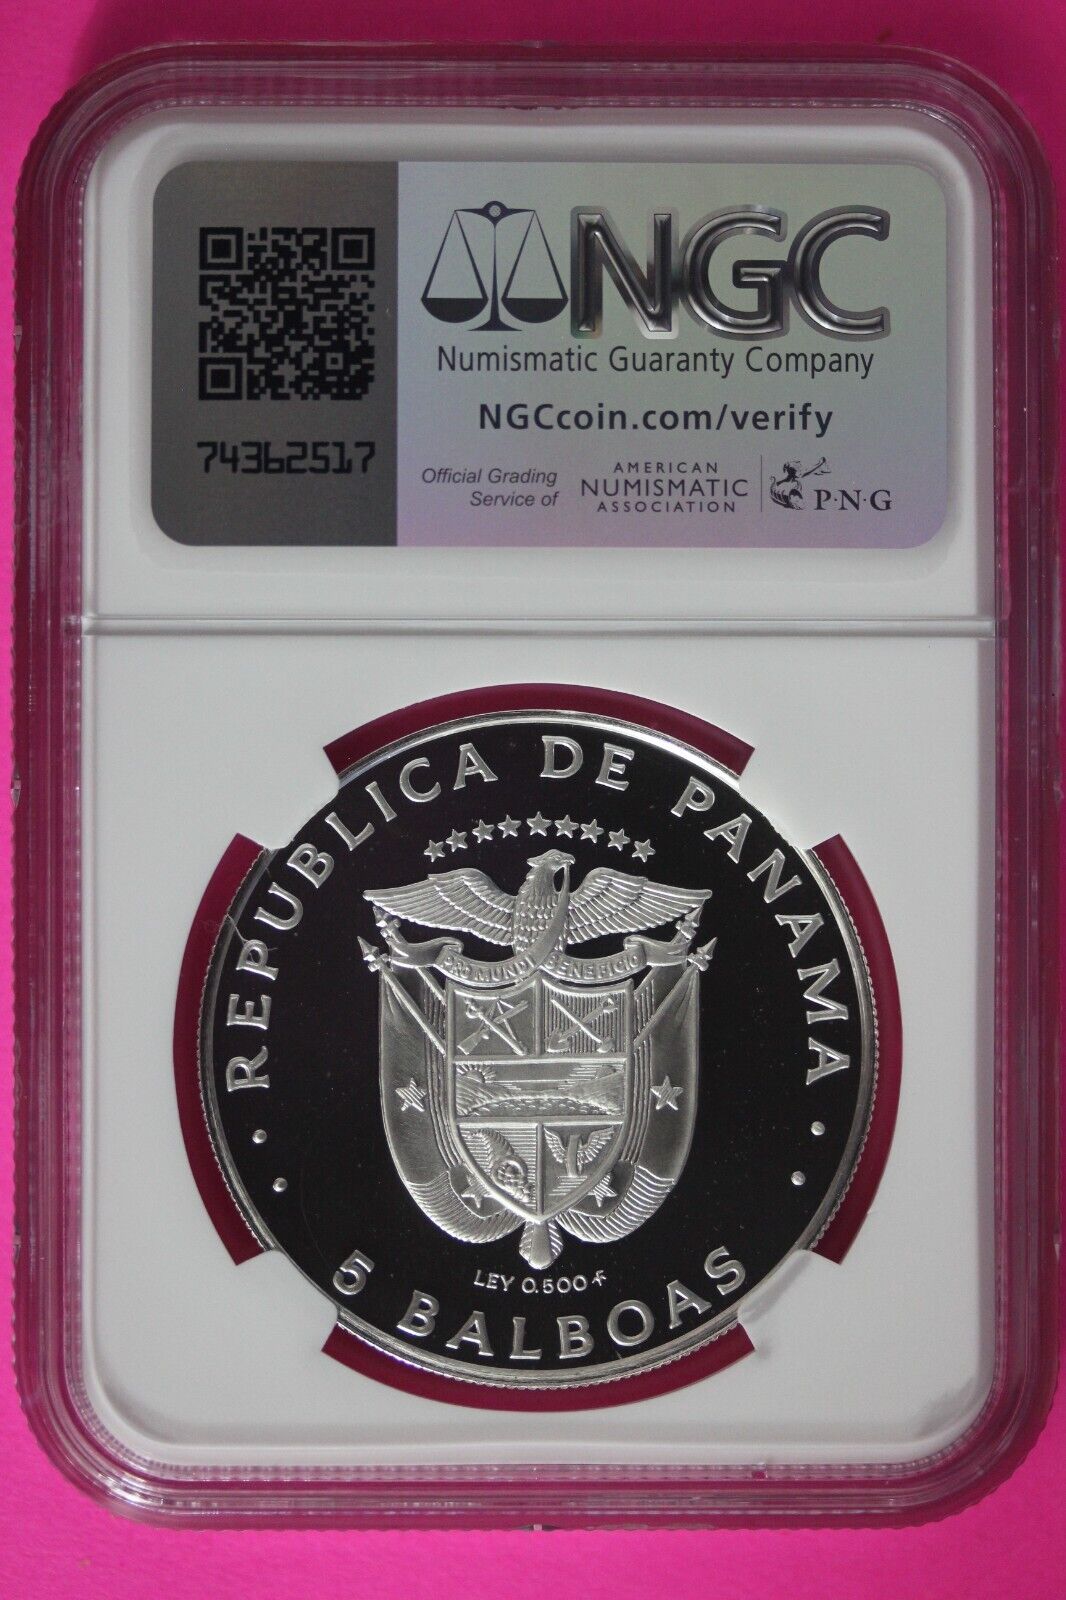 NGC
Numismatic Guaranty Company
NGCcoin.com/verify
74362517
Official Grading
Service of
AMERICAN
NUMISMATIC
ASSOCIATION
P·N·G
REPUBLICA DE PANAMA
PRO MUNDI BENEFICIO
LEY 0.500
5 BALBOAS